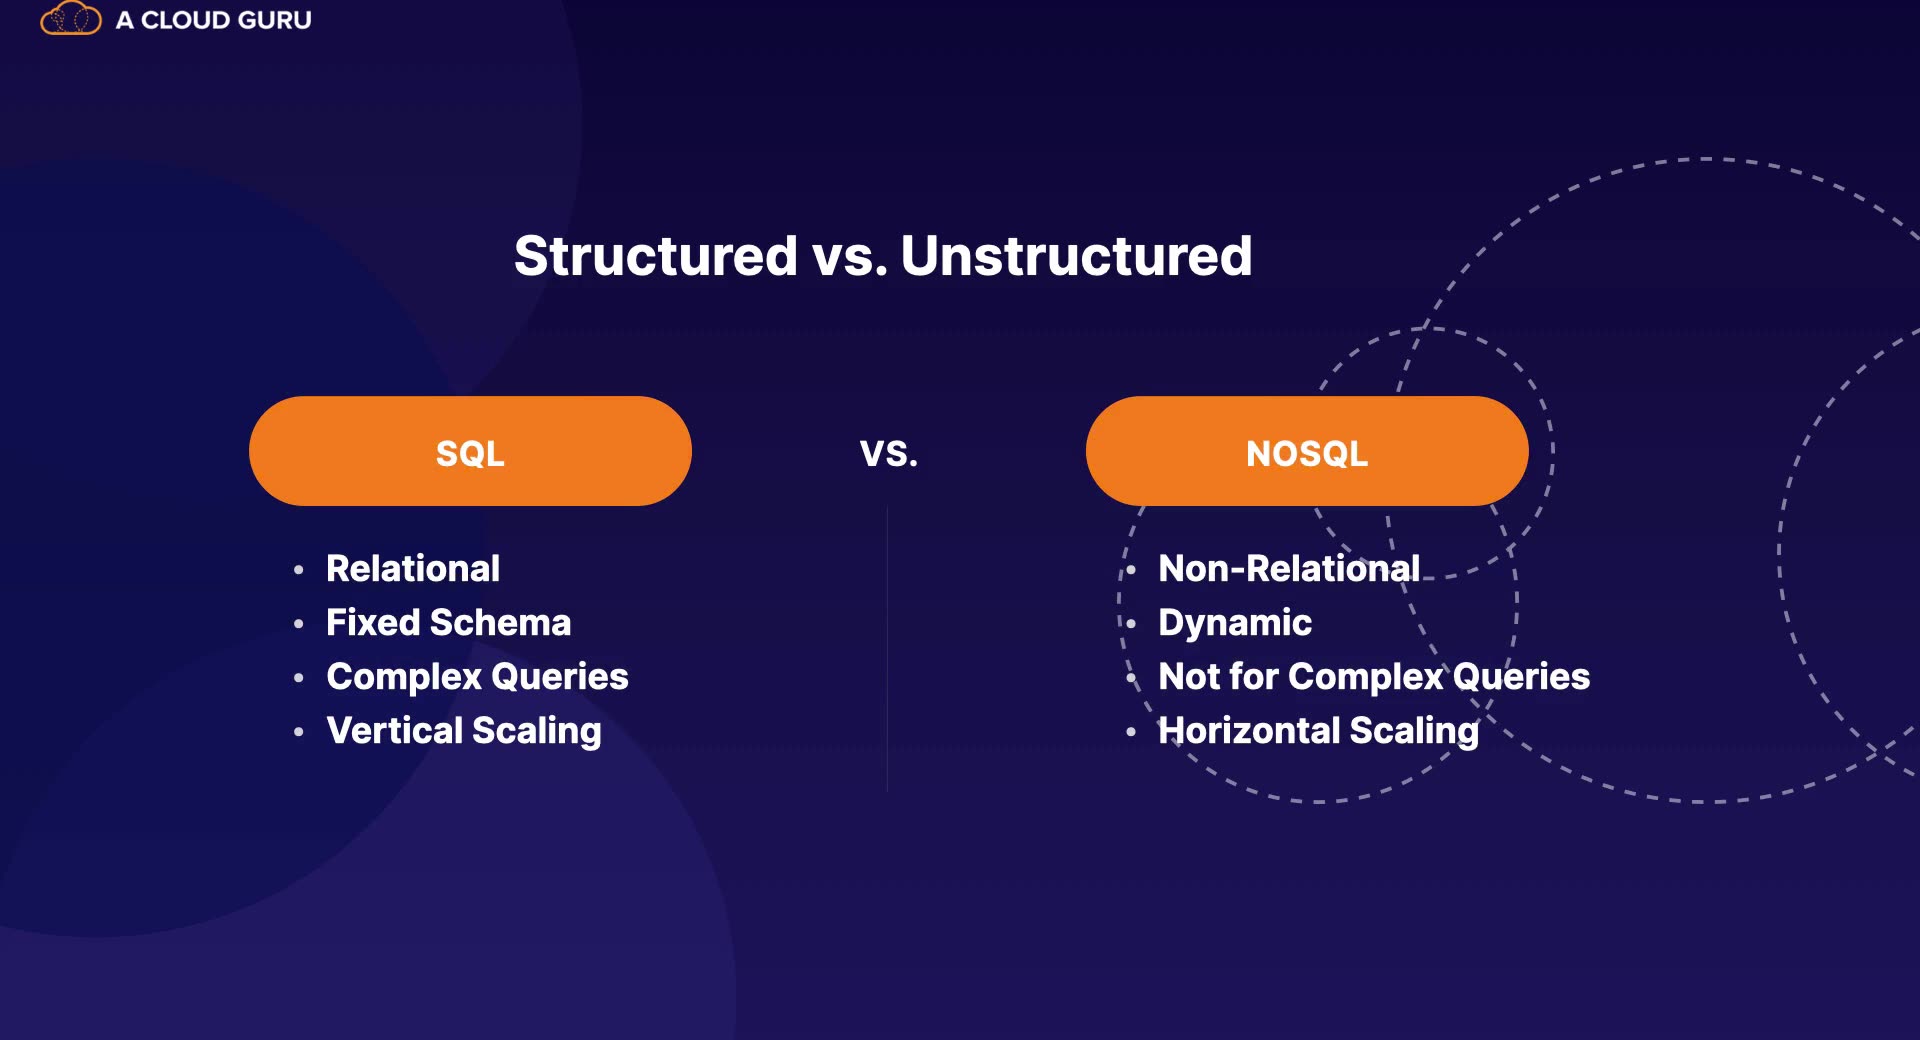 A CLOUD GURU
Structured vs. Unstructured
SQL
VS.
NOSQL
• Relational
• Fixed Schema
• Complex Queries
• Vertical Scaling
• Non-Relational
• Dynamic
• Not for Complex Queries
• Horizontal Scaling